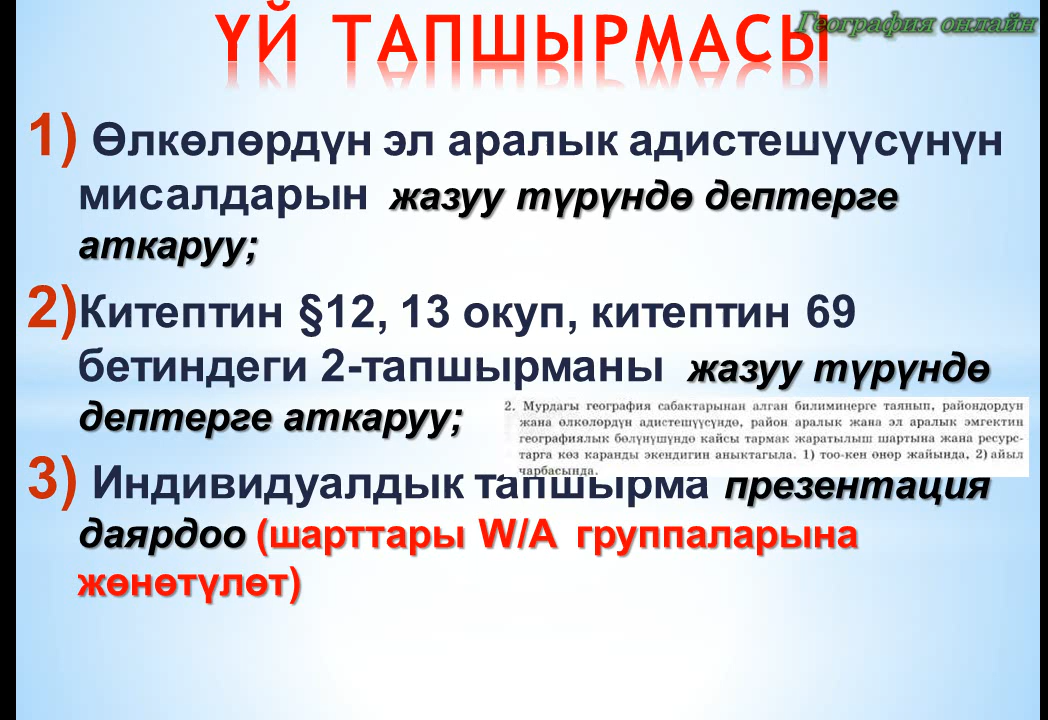 ҮЙ ТАПШЫРМАСЫ
География онлайн
1) Өлкөлөрдүн эл аралык адистешүүсүнүн
мисалдарын жазуу түрүндө дептерге
аткаруу;
2)Китептин §12, 13 окуп, китептин 69
бетиндеги 2-тапшырманы жазуу түрүндө
дептерге аткаруу;
2. Мурдагы география сабактарынан алган билимиңерге таянып, райондордун
жана өлкөлөрдүн адистешүүсүндө, район аралык жана эл аралык эмгектин
географиялык бөлүнүшүндө кайсы тармак жаратылыш шартына жана ресурс-
тарга көз каранды экендигин аныктагыла. 1) тоо-кен өнөр жайында, 2) айыл
чарбасында.
3) Индивидуалдык тапшырма презентация
даярдоо (шарттары W/A группаларына
жөнөтүлөт)